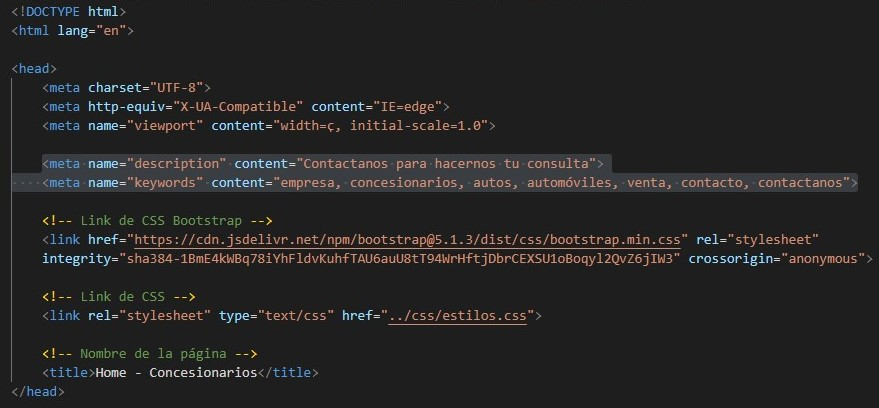 <!DOCTYPE html>
<html lang="en">
<head>
<meta charset="UTF-8">
<meta http-equiv="X-UA-Compatible" content="IE=edge">
<meta name="viewport" content="width=ç, initial-scale=1.0">
<meta name="description" content="Contactanos para hacernos tu consulta">
<meta name="keywords" content="empresa, concesionarios, autos, automóviles, venta, contacto, contactanos">
<!-- Link de CSS Bootstrap -->
<link href="https://cdn.jsdelivr.net/npm/bootstrap@5.1.3/dist/css/bootstrap.min.css" rel="stylesheet"
integrity="sha384-1BmE4kWBq78iYhFldvKuhfTAU6auU8tT94WrHftjDbrCEXSU1oBoqyl2QvZ6jIW3" crossorigin="anonymous">
<!-- Link de CSS -->
<link rel="stylesheet" type="text/css" href="../css/estilos.css">
<!-- Nombre de la página -->
<title>Home - Concesionarios</title>
</head>